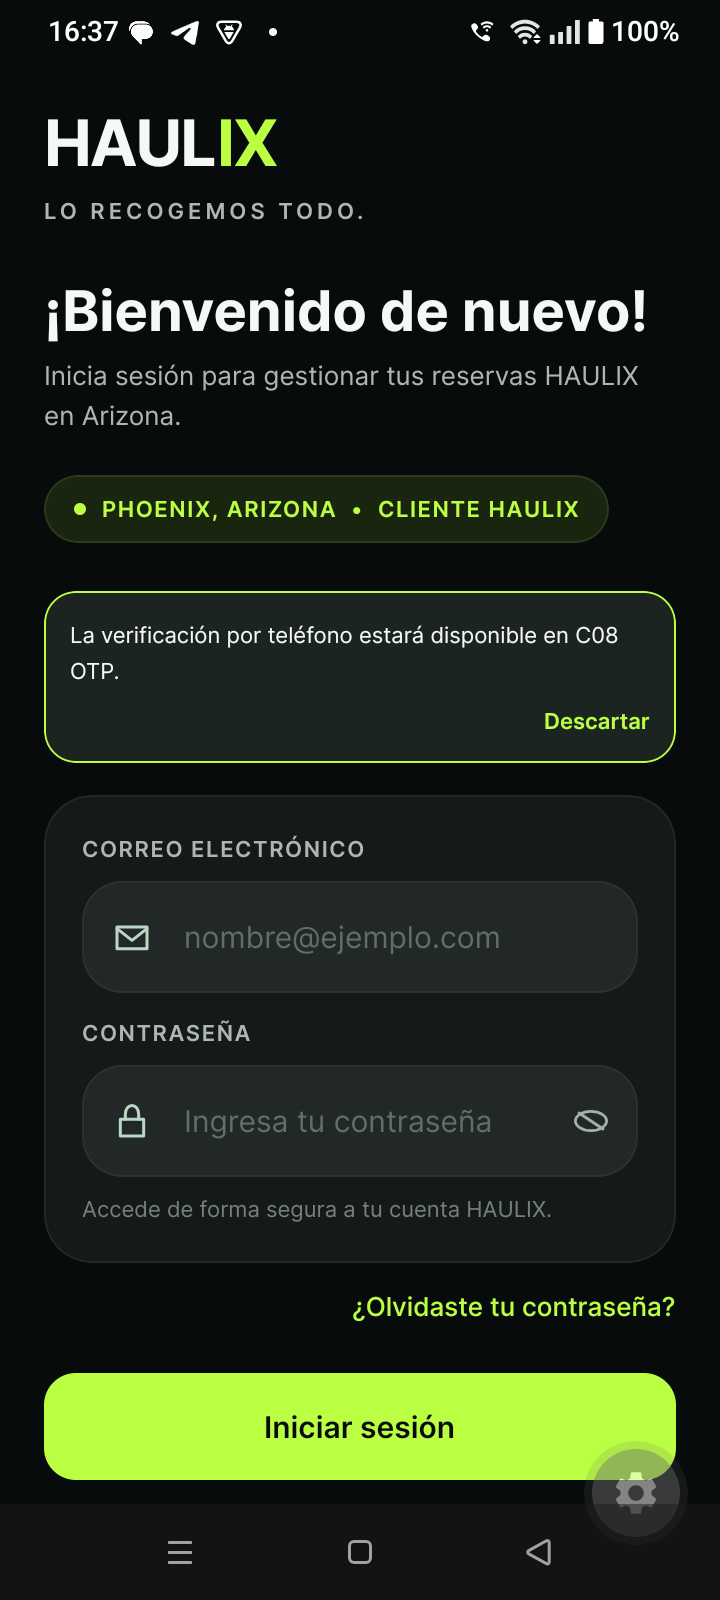 16:37
100%
HAULIX
LO RECOGEMOS TODO.
¡Bienvenido de nuevo!
Inicia sesión para gestionar tus reservas HAULIX
en Arizona.
PHOENIX, ARIZONA • CLIENTE HAULIX
La verificación por teléfono estará disponible en C08
OTP.
Descartar
CORREO ELECTRÓNICO
nombre@ejemplo.com
CONTRASEÑA
Ingresa tu contraseña
Accede de forma segura a tu cuenta HAULIX.
¿Olvidaste tu contraseña?
Iniciar sesión